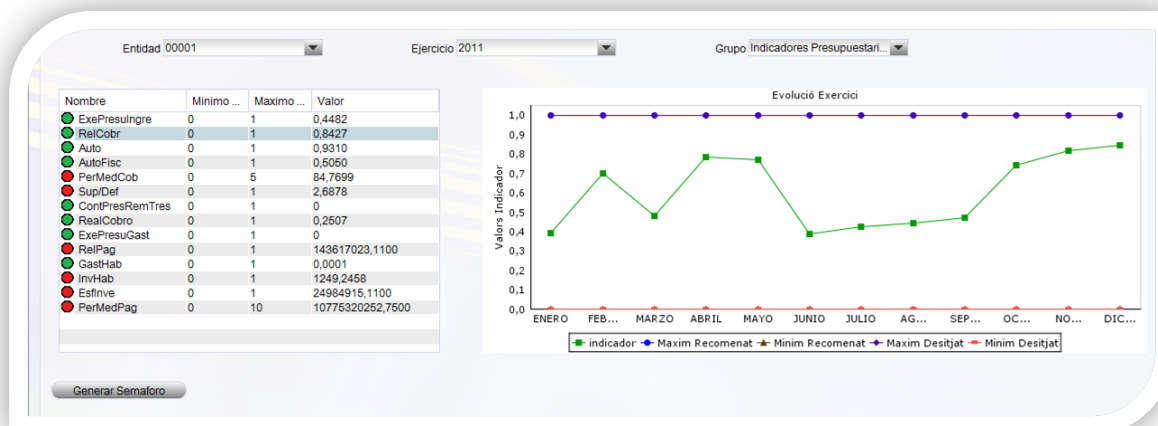 Entidad 00001 Ejercicio 2011 Grupo Indicadores Presupuestari...
Nombre Minimo ... Maximo ... Valor
ExePresuIngre 0 1 0,4482
RelCobr 0 1 0,8427
Auto 0 1 0,9310
AutoFisc 0 1 0,5050
PerMedCob 0 5 84,7699
Sup/Def 0 1 2,6878
ContPresRemTres 0 1 0
RealCobro 0 1 0,2507
ExePresuGast 0 1 0
RelPag 0 1 143617023,1100
GastHab 0 1 0,0001
InvHab 0 1 1249,2458
EsfInve 0 1 24984915,1100
PerMedPag 0 10 10775320252,7500
Generar Semaforo
Evolució Exercici
Valors Indicador
1,0
0,9
0,8
0,7
0,6
0,5
0,4
0,3
0,2
0,1
0,0
ENERO FEB... MARZO ABRIL MAYO JUNIO JULIO AG... SEP... OC... NO... DIC...
indicador Maxim Recomenat Minim Recomenat Maxim Desitjat Minim Desitjat